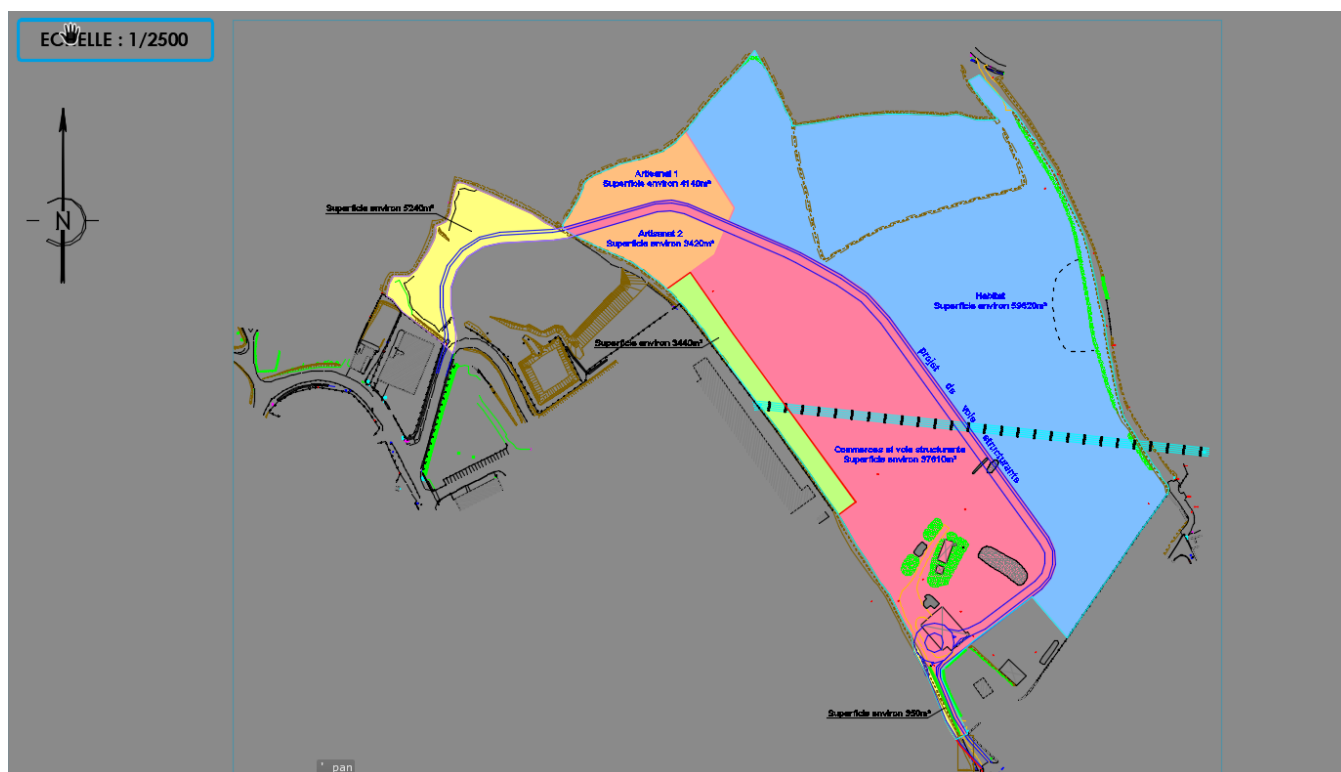 ECHELLE : 1/2500
N
Artisanat 1
Superficie environ 4140m²
Superficie environ 5240m²
Artisanat 2
Superficie environ 3420m²
Habitat
Superficie environ 59620m²
Superficie environ 3440m²
projet de voie structurante
Commerces et voie structurante
Superficie environ 37610m²
Superficie environ 350m²
pan